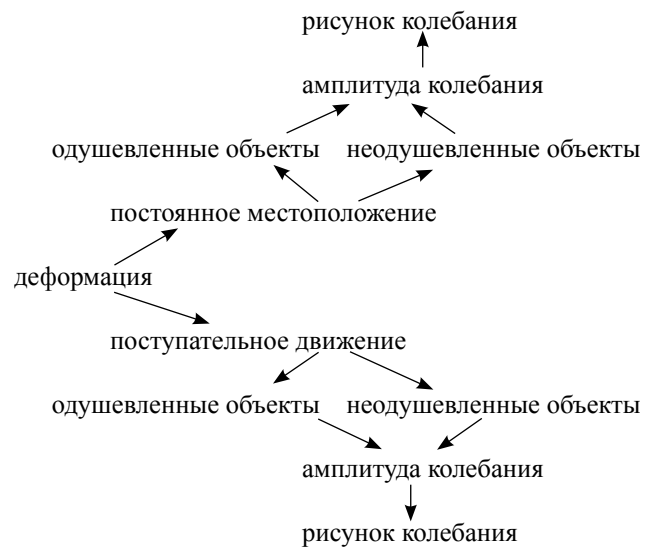 рисунок колебания
амплитуда колебания
одушевленные объекты неодушевленные объекты
постоянное местоположение
деформация
поступательное движение
одушевленные объекты неодушевленные объекты
амплитуда колебания
рисунок колебания